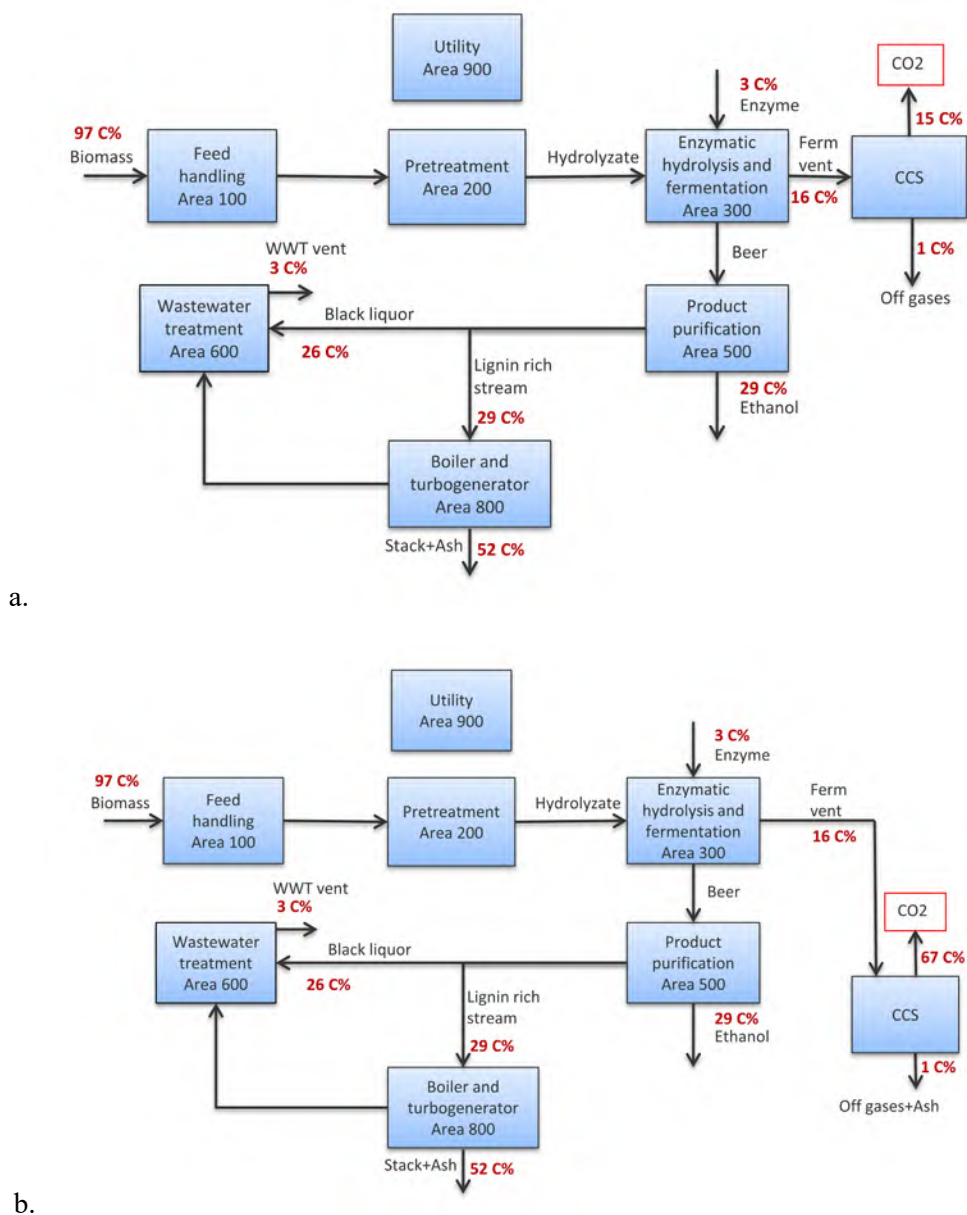 Utility
Area 900
CO2
3 C%
Enzyme
15 C%
97 C%
Biomass
Feed
handling
Area 100
Pretreatment
Area 200
Hydrolyzate
Enzymatic
hydrolysis and
fermentation
Area 300
Ferm
vent
16 C%
CCS
1 C%
Off gases
WWT vent
3 C%
Beer
Wastewater
treatment
Area 600
Black liquor
26 C%
Product
purification
Area 500
Lignin rich
stream
29 C%
29 C%
Ethanol
Boiler and
turbogenerator
Area 800
Stack+Ash
52 C%
a.
Utility
Area 900
3 C%
Enzyme
97 C%
Biomass
Feed
handling
Area 100
Pretreatment
Area 200
Hydrolyzate
Enzymatic
hydrolysis and
fermentation
Area 300
Ferm
vent
16 C%
WWT vent
3 C%
Beer
CO2
67 C%
Wastewater
treatment
Area 600
Black liquor
26 C%
Product
purification
Area 500
CCS
Lignin rich
stream
29 C%
29 C%
Ethanol
1 C%
Off gases+Ash
Boiler and
turbogenerator
Area 800
Stack+Ash
52 C%
b.